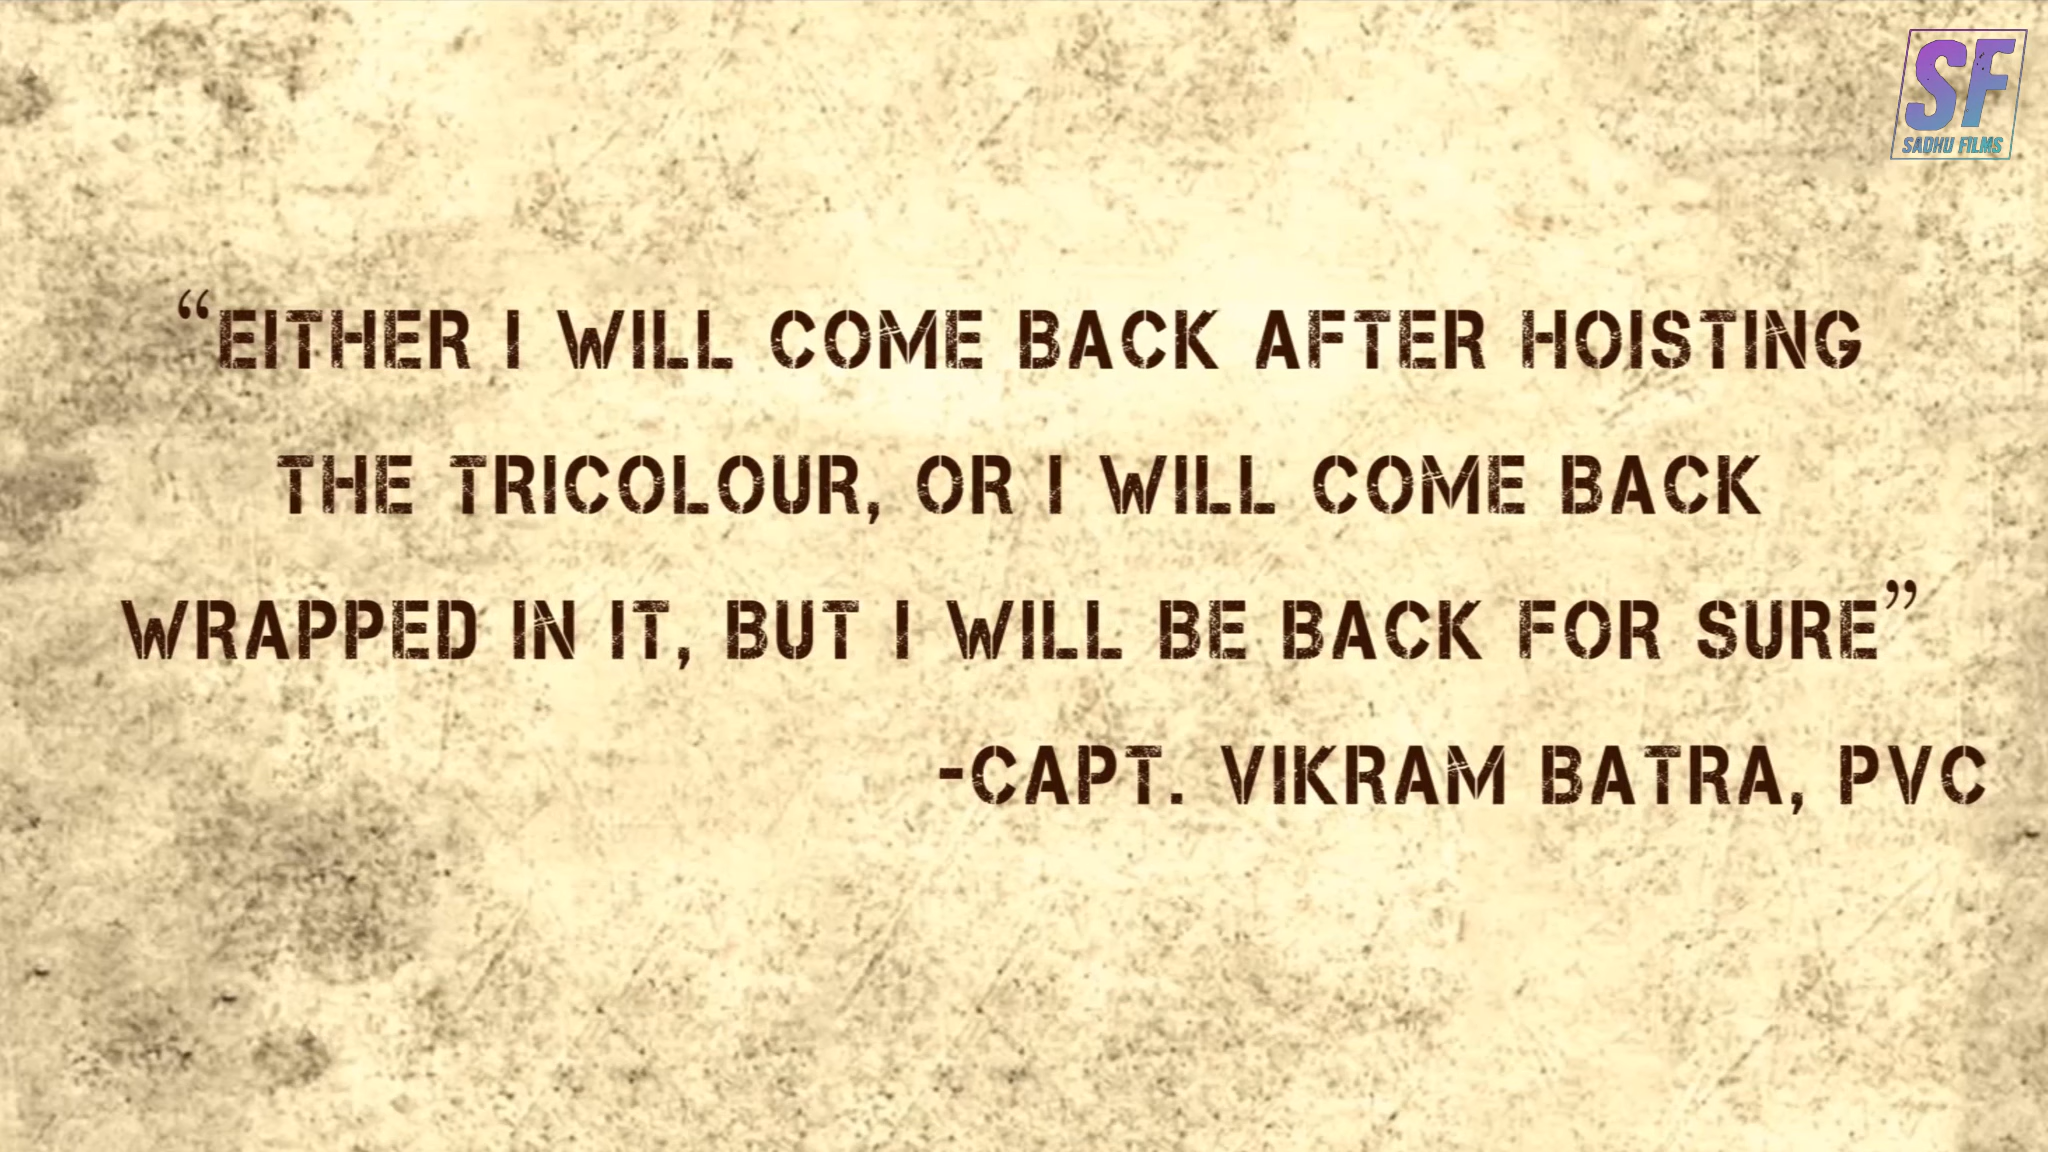 SF
SADHU FILMS
“EITHER I WILL COME BACK AFTER HOISTING
THE TRICOLOUR, OR I WILL COME BACK
WRAPPED IN IT, BUT I WILL BE BACK FOR SURE”
-CAPT. VIKRAM BATRA, PVC